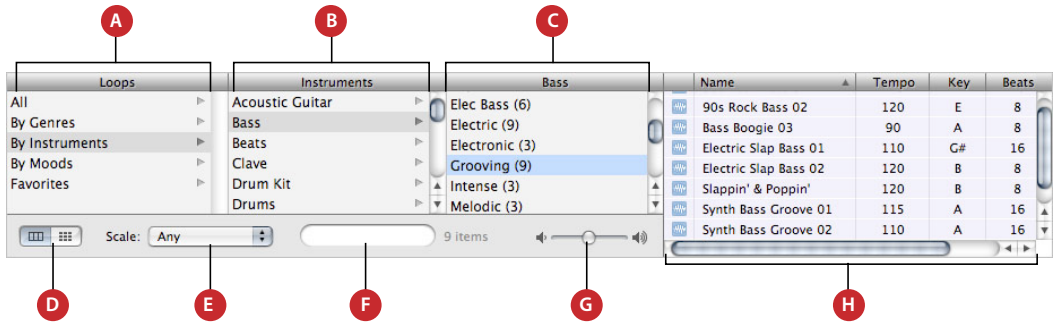 A B C
Loops Instruments Bass Name Tempo Key Beats
All
By Genres
By Instruments
By Moods
Favorites
Acoustic Guitar
Bass
Beats
Clave
Drum Kit
Drums
Elec Bass (6)
Electric (9)
Electronic (3)
Grooving (9)
Intense (3)
Melodic (3)
90s Rock Bass 02 120 E 8
Bass Boogie 03 90 A 8
Electric Slap Bass 01 110 G# 16
Electric Slap Bass 02 120 B 8
Slappin' & Poppin' 120 B 8
Synth Bass Groove 01 115 A 16
Synth Bass Groove 02 110 A 16
Scale: Any 9 items
D E F G H